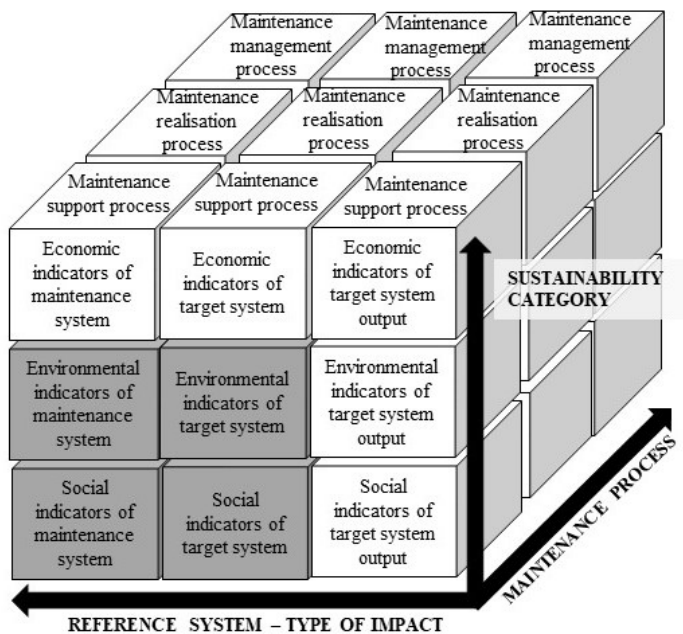 Maintenance
management
process
Maintenance
management
process
Maintenance
management
process
Maintenance
realisation
process
Maintenance
realisation
process
Maintenance
realisation
process
Maintenance
support process
Maintenance
support process
Maintenance
support process
Economic
indicators of
maintenance
system
Economic
indicators of
target system
Economic
indicators of
target system
output
SUSTAINABILITY
CATEGORY
Environmental
indicators of
maintenance
system
Environmental
indicators of
target system
Environmental
indicators of
target system
output
Social
indicators of
maintenance
system
Social
indicators of
target system
Social
indicators of
target system
output
MAINTENANCE PROCESS
REFERENCE SYSTEM – TYPE OF IMPACT